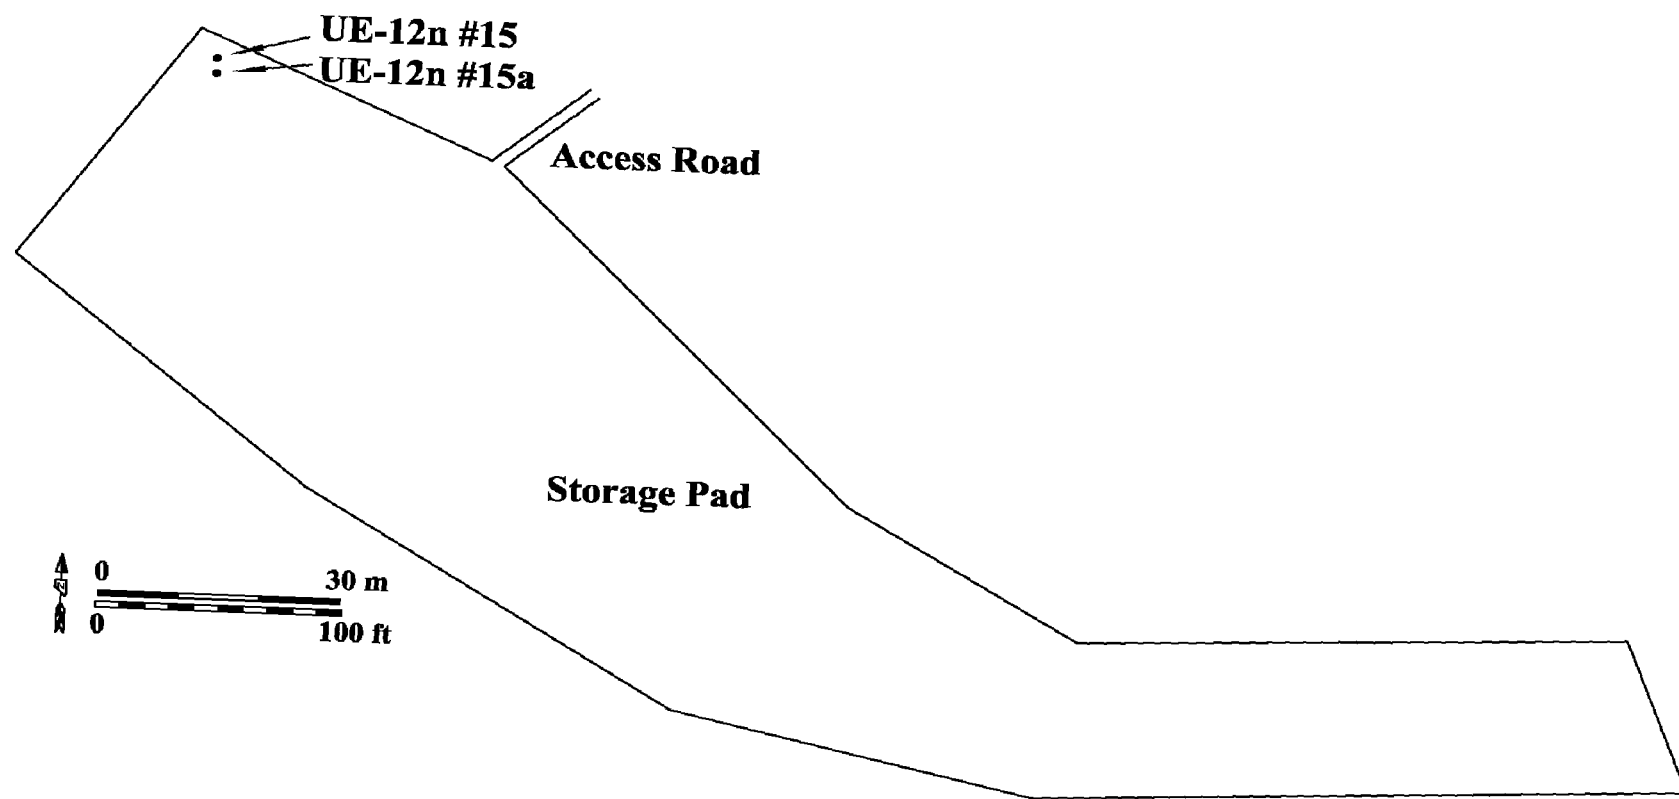 UE-12n #15
UE-12n #15a
Access Road
Storage Pad
0 30 m
0 100 ft